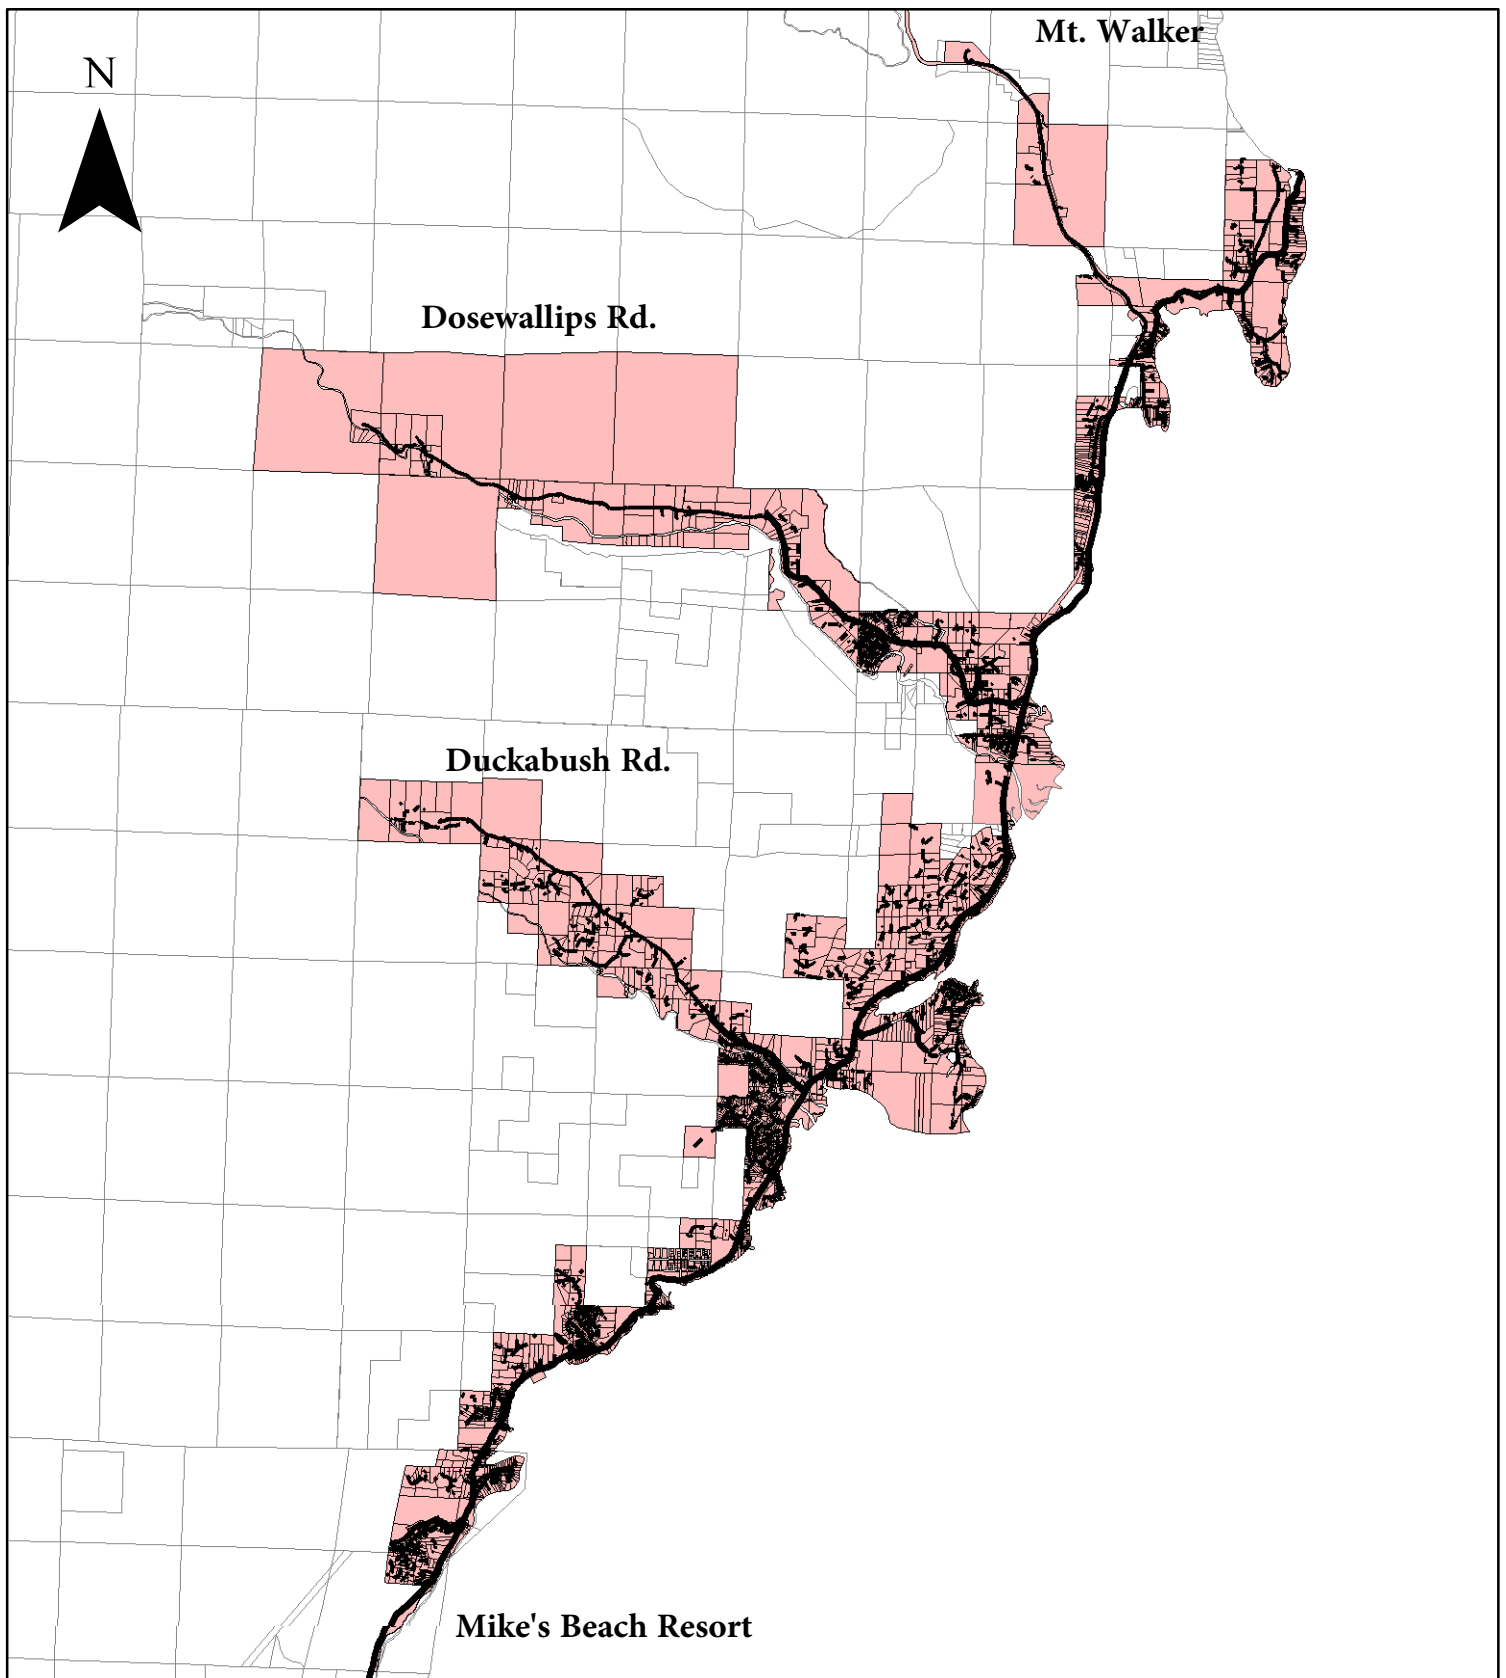 Mt. Walker
N
Dosewallips Rd.
Duckabush Rd.
Mike's Beach Resort